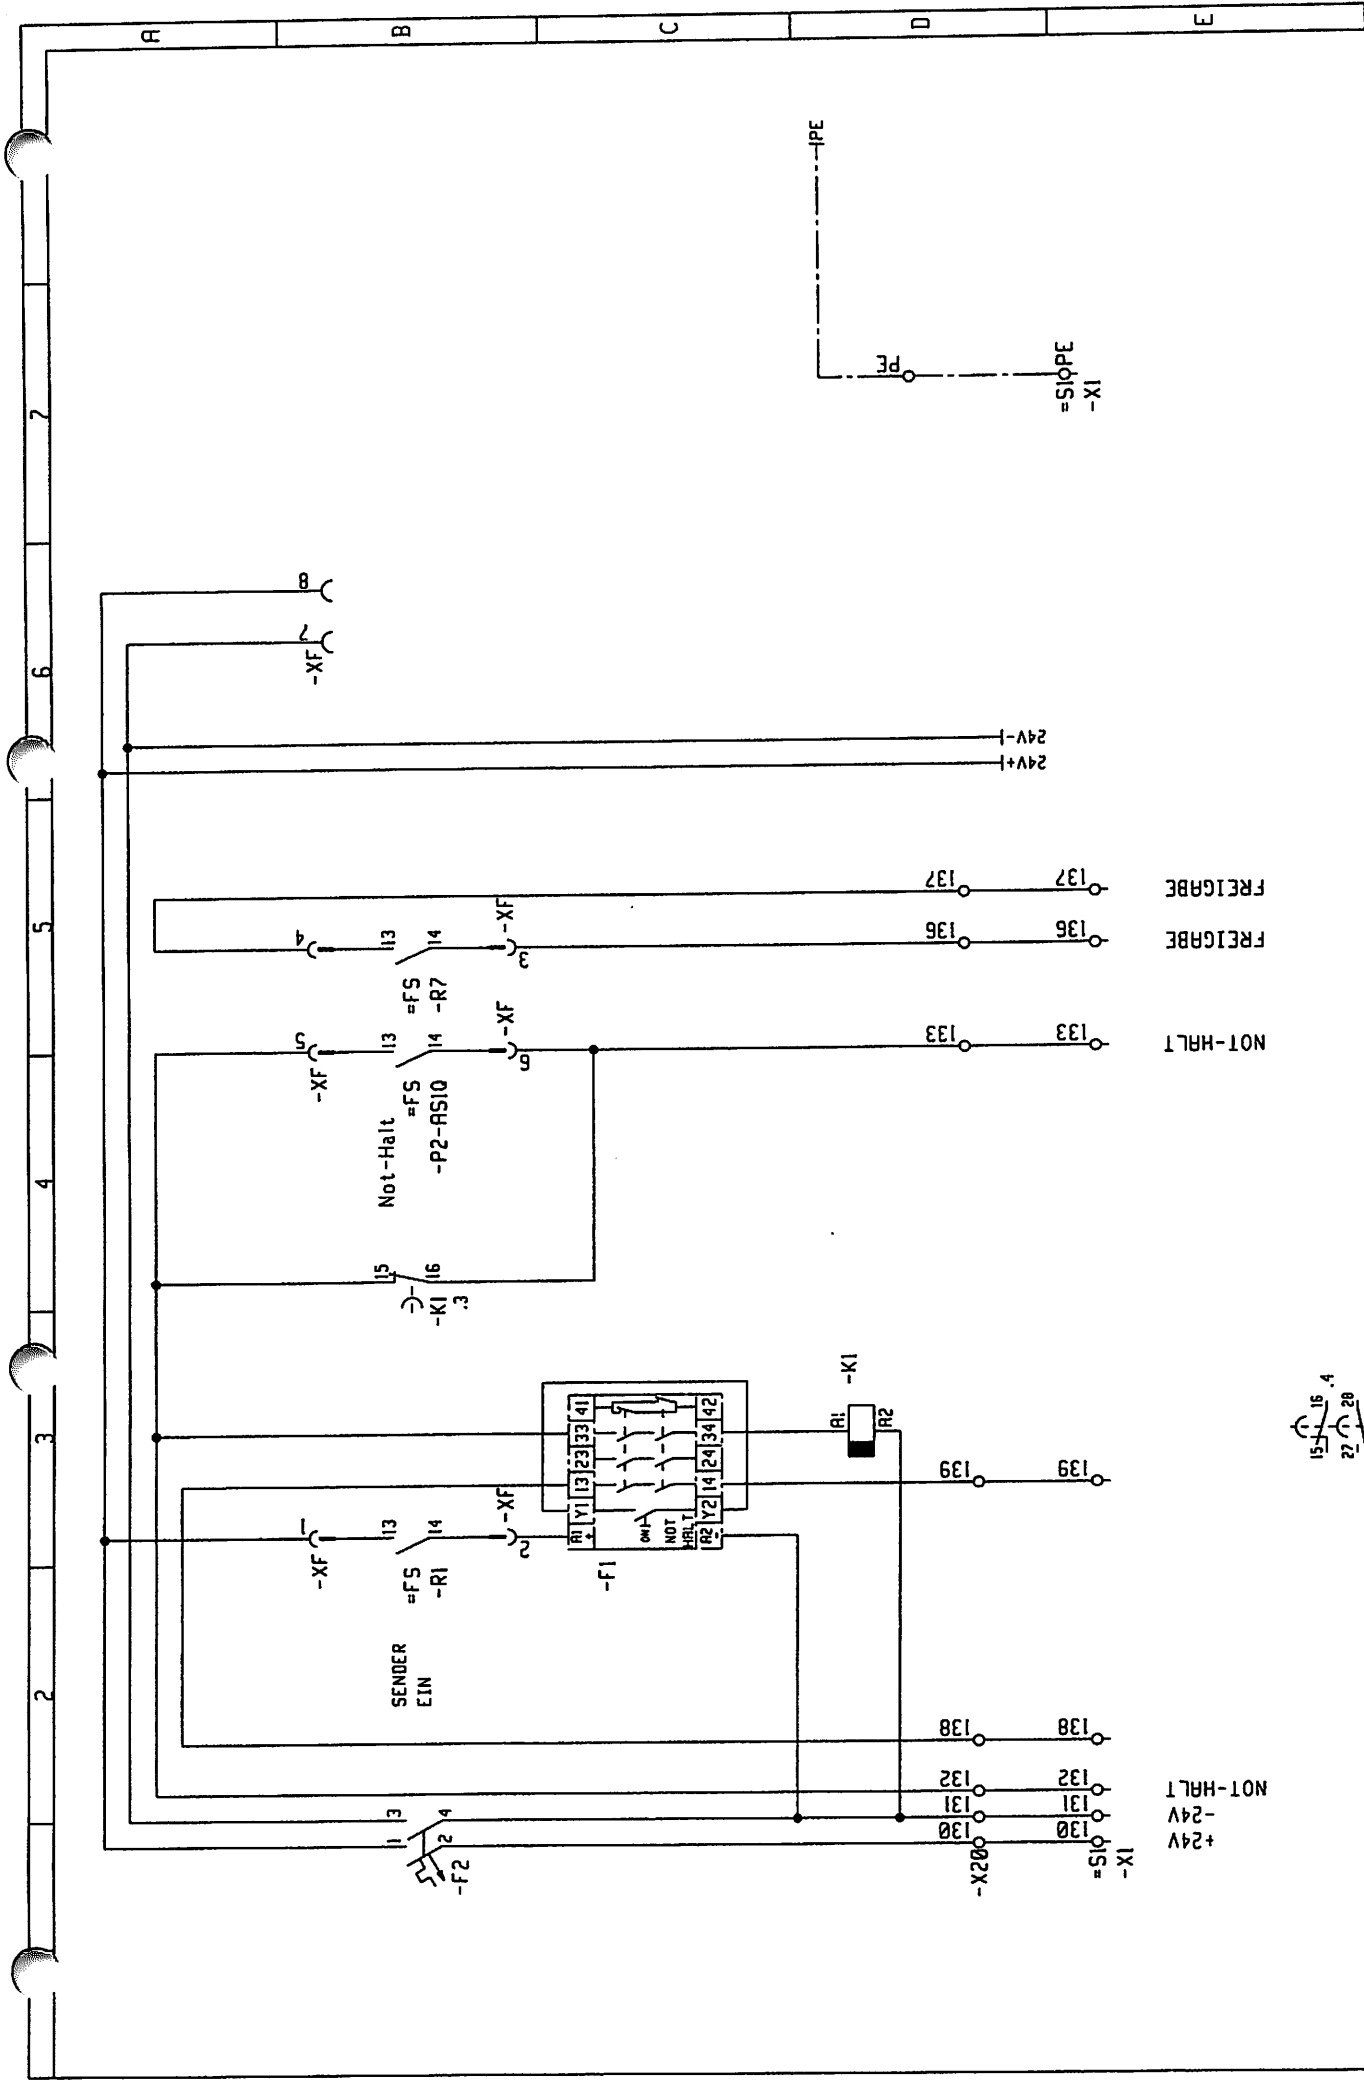 A
B
C
D
E
2
3
4
5
6
7
-F2
1
2
3
4
SENDER
EIN
-XF
1
=FS
-R1
13
14
-XF
2
-F1
A1
+
Y1
13
23
33
41
ON
NOT
HALT
A2
-
Y2
14
24
34
42
-K1
A1
A2
15
16
-K1
.3
Not-Halt
-XF
5
=FS
-P2-AS1Q
13
14
-XF
6
4
=FS
-R7
13
14
-XF
3
-XF
7
8
24V+
24V-
PE
PE
=S1
-X1
PE
-X20
130
131
132
138
139
133
136
137
=S1
-X1
130
131
132
138
139
133
136
137
+24V
-24V
NOT-HALT
NOT-HALT
FREIGABE
FREIGABE
15
16
.4
27
28